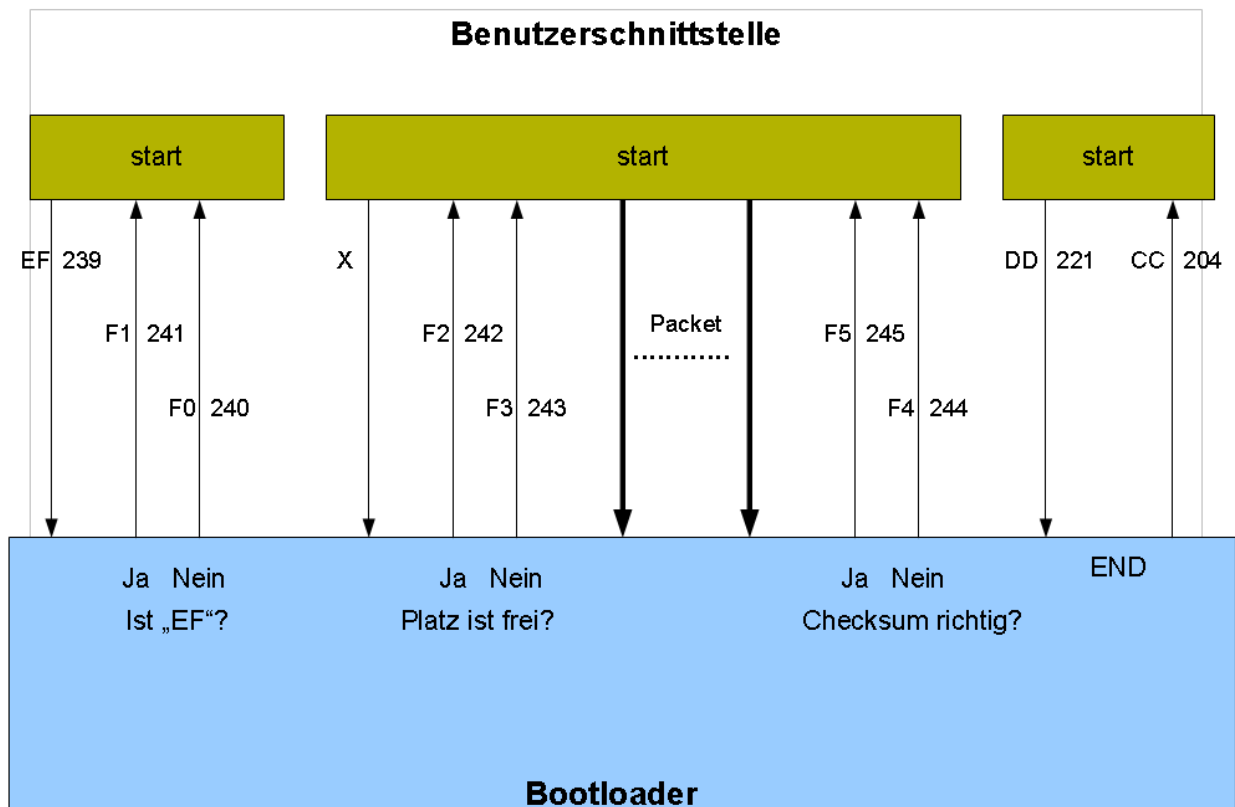 Benutzerschnittstelle
start start start
EF 239 X DD 221 CC 204
F1 241 F2 242 Packet F5 245
F0 240 F3 243 F4 244
Ja Nein Ja Nein Ja Nein END
Ist „EF“? Platz ist frei? Checksum richtig?
Bootloader